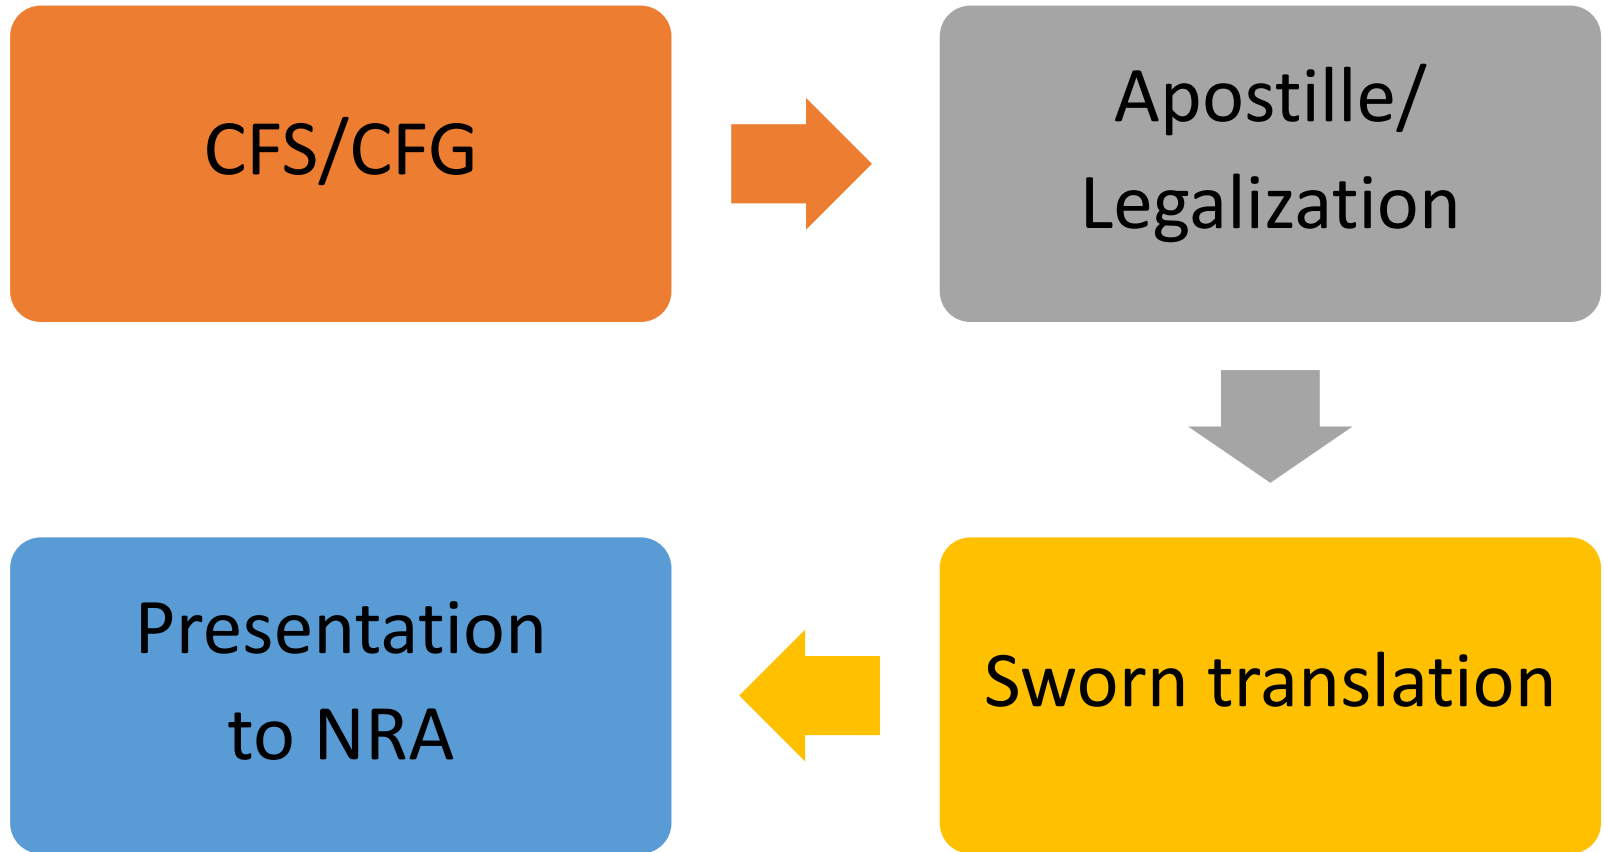 CFS/CFG
Apostille/
Legalization
Sworn translation
Presentation
to NRA